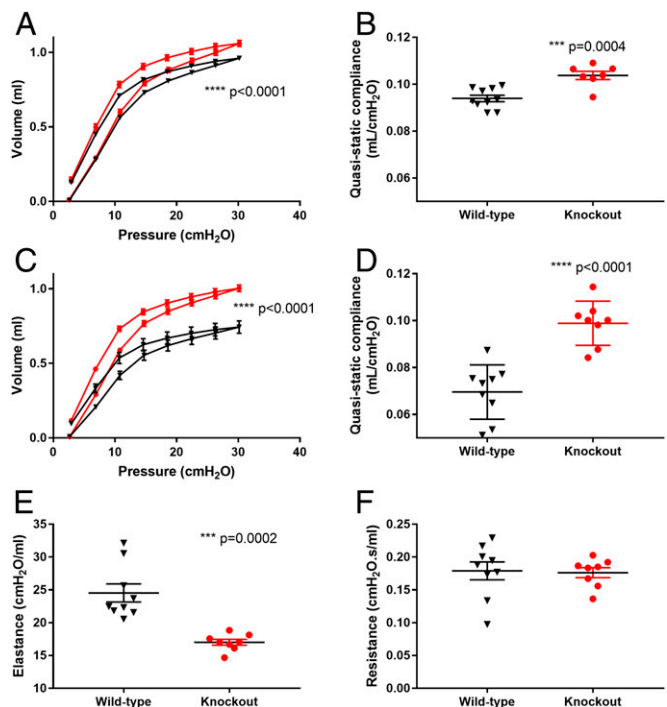 A
Volume (ml)
1.0
0.5
0.0
0
10
20
30
40
Pressure (cmH₂O)
**** p<0.0001
B
Quasi-static compliance
(mL/cmH₂O)
0.12
0.10
0.08
0.06
Wild-type
Knockout
*** p=0.0004
C
Volume (ml)
1.0
0.5
0.0
0
10
20
30
40
Pressure (cmH₂O)
**** p<0.0001
D
Quasi-static compliance
(mL/cmH₂O)
0.12
0.10
0.08
0.06
Wild-type
Knockout
**** p<0.0001
E
Elastance (cmH₂O/ml)
35
30
25
20
15
10
Wild-type
Knockout
*** p=0.0002
F
Resistance (cmH₂O.s/ml)
0.25
0.20
0.15
0.10
0.05
0.00
Wild-type
Knockout